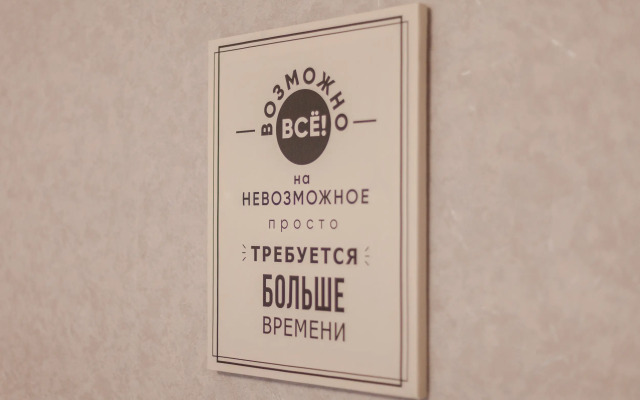 ВОЗМОЖНО
ВСЁ!
на
НЕВОЗМОЖНОЕ
просто
ТРЕБУЕТСЯ
БОЛЬШЕ
ВРЕМЕНИ